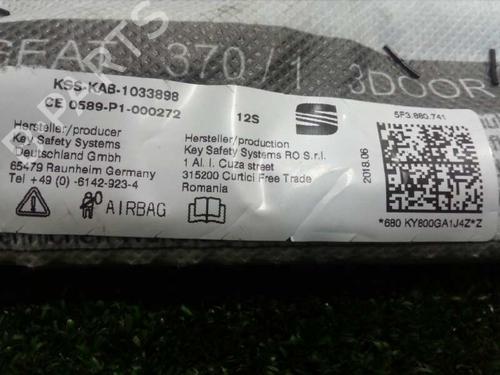 SEAT 370/1 3DOOR
KSS-KAB-1033898
CE 0589-P1-000272
12S
Hersteller/producer
Key Safety Systems
Deutschland GmbH
65479 Raunheim Germany
Tel +49 (0) -6142-923-4
AIRBAG
Hersteller/production
Key Safety Systems RO S.r.l.
1 Al. I. Cuza street
315200 Curtici Free Trade
Romania
2018.06
5F3.880.741
*680 KY800GA1J4Z*Z